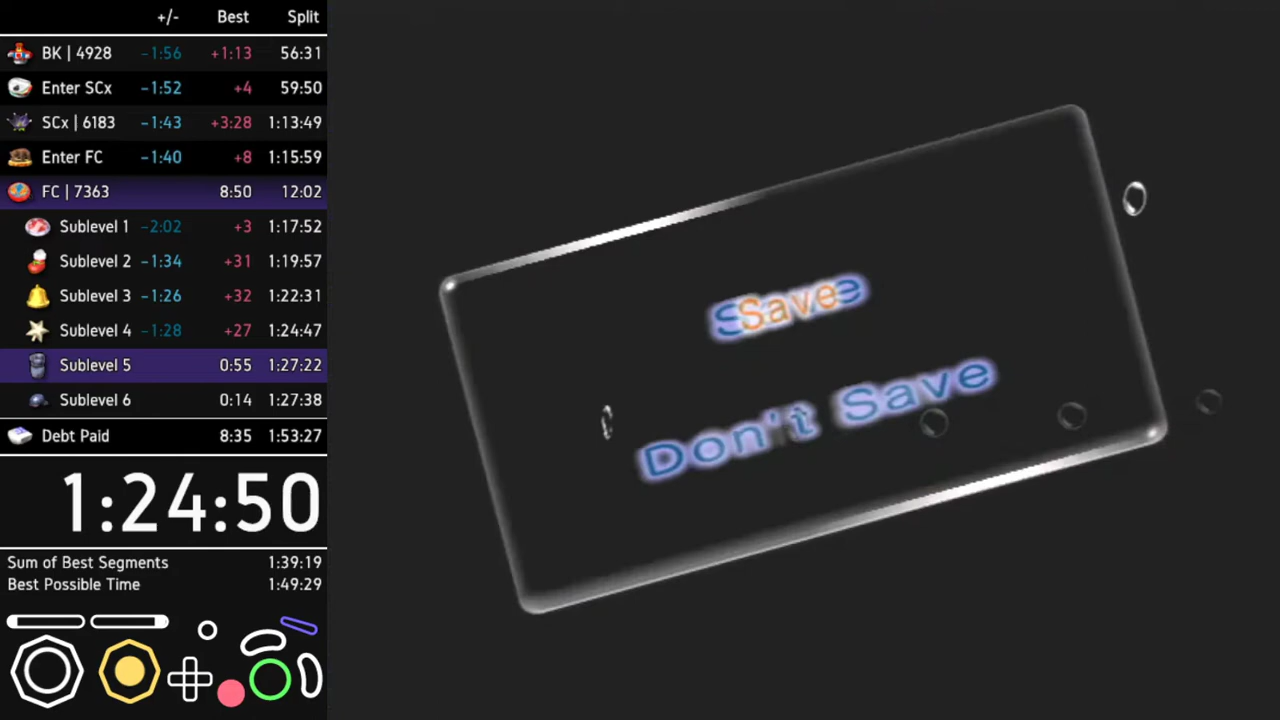 +/- Best Split
BK | 4928 -1:56 +1:13 56:31
Enter SCx -1:52 +4 59:50
SCx | 6183 -1:43 +3:28 1:13:49
Enter FC -1:40 +8 1:15:59
FC | 7363 8:50 12:02
Sublevel 1 -2:02 +3 1:17:52
Sublevel 2 -1:34 +31 1:19:57
Sublevel 3 -1:26 +32 1:22:31
Sublevel 4 -1:28 +27 1:24:47
Sublevel 5 0:55 1:27:22
Sublevel 6 0:14 1:27:38
Debt Paid 8:35 1:53:27
1:24:50
Sum of Best Segments 1:39:19
Best Possible Time 1:49:29
Save
Don't Save